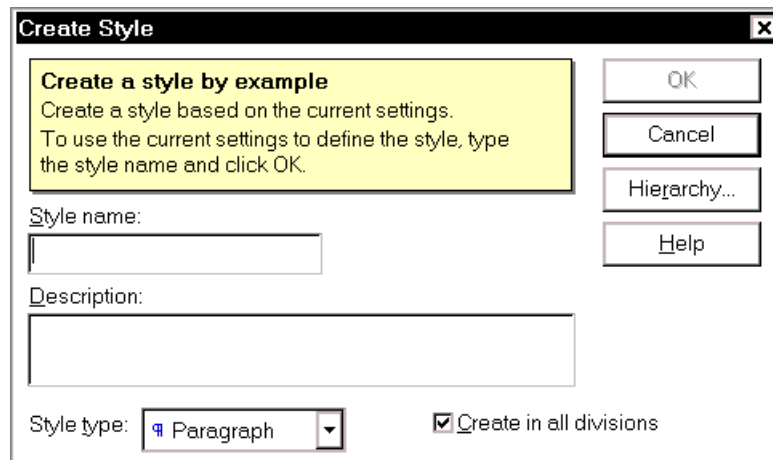 Create Style
Create a style by example
Create a style based on the current settings.
To use the current settings to define the style, type
the style name and click OK.
OK
Cancel
Hierarchy...
Help
Style name:
Description:
Style type:
Paragraph
Create in all divisions